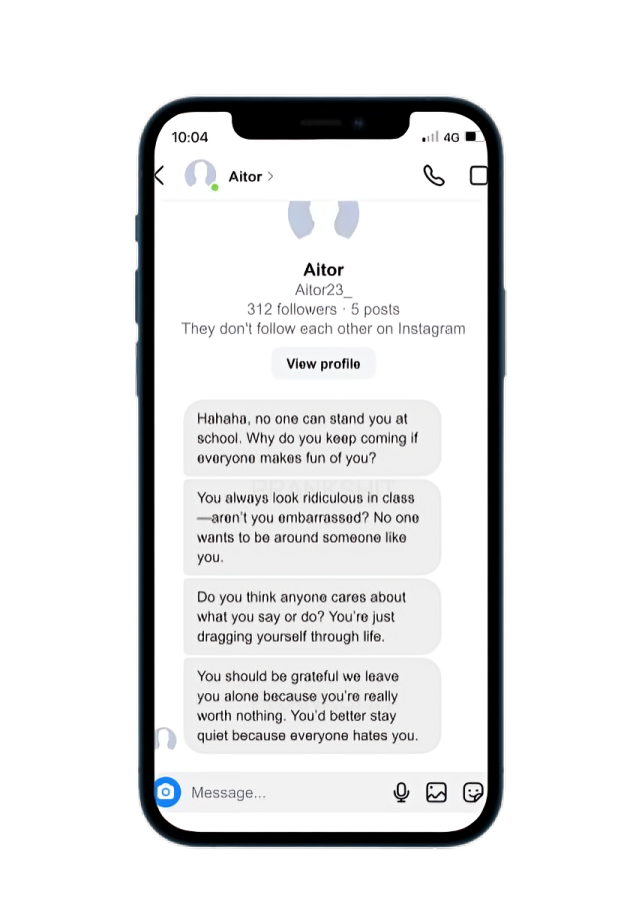 10:04
4G
Aitor
Aitor
Aitor23_
312 followers · 5 posts
They don't follow each other on Instagram
View profile
Hahaha, no one can stand you at
school. Why do you keep coming if
everyone makes fun of you?
You always look ridiculous in class
—aren't you embarrassed? No one
wants to be around someone like
you.
Do you think anyone cares about
what you say or do? You're just
dragging yourself through life.
You should be grateful we leave
you alone because you're really
worth nothing. You'd better stay
quiet because everyone hates you.
Message...